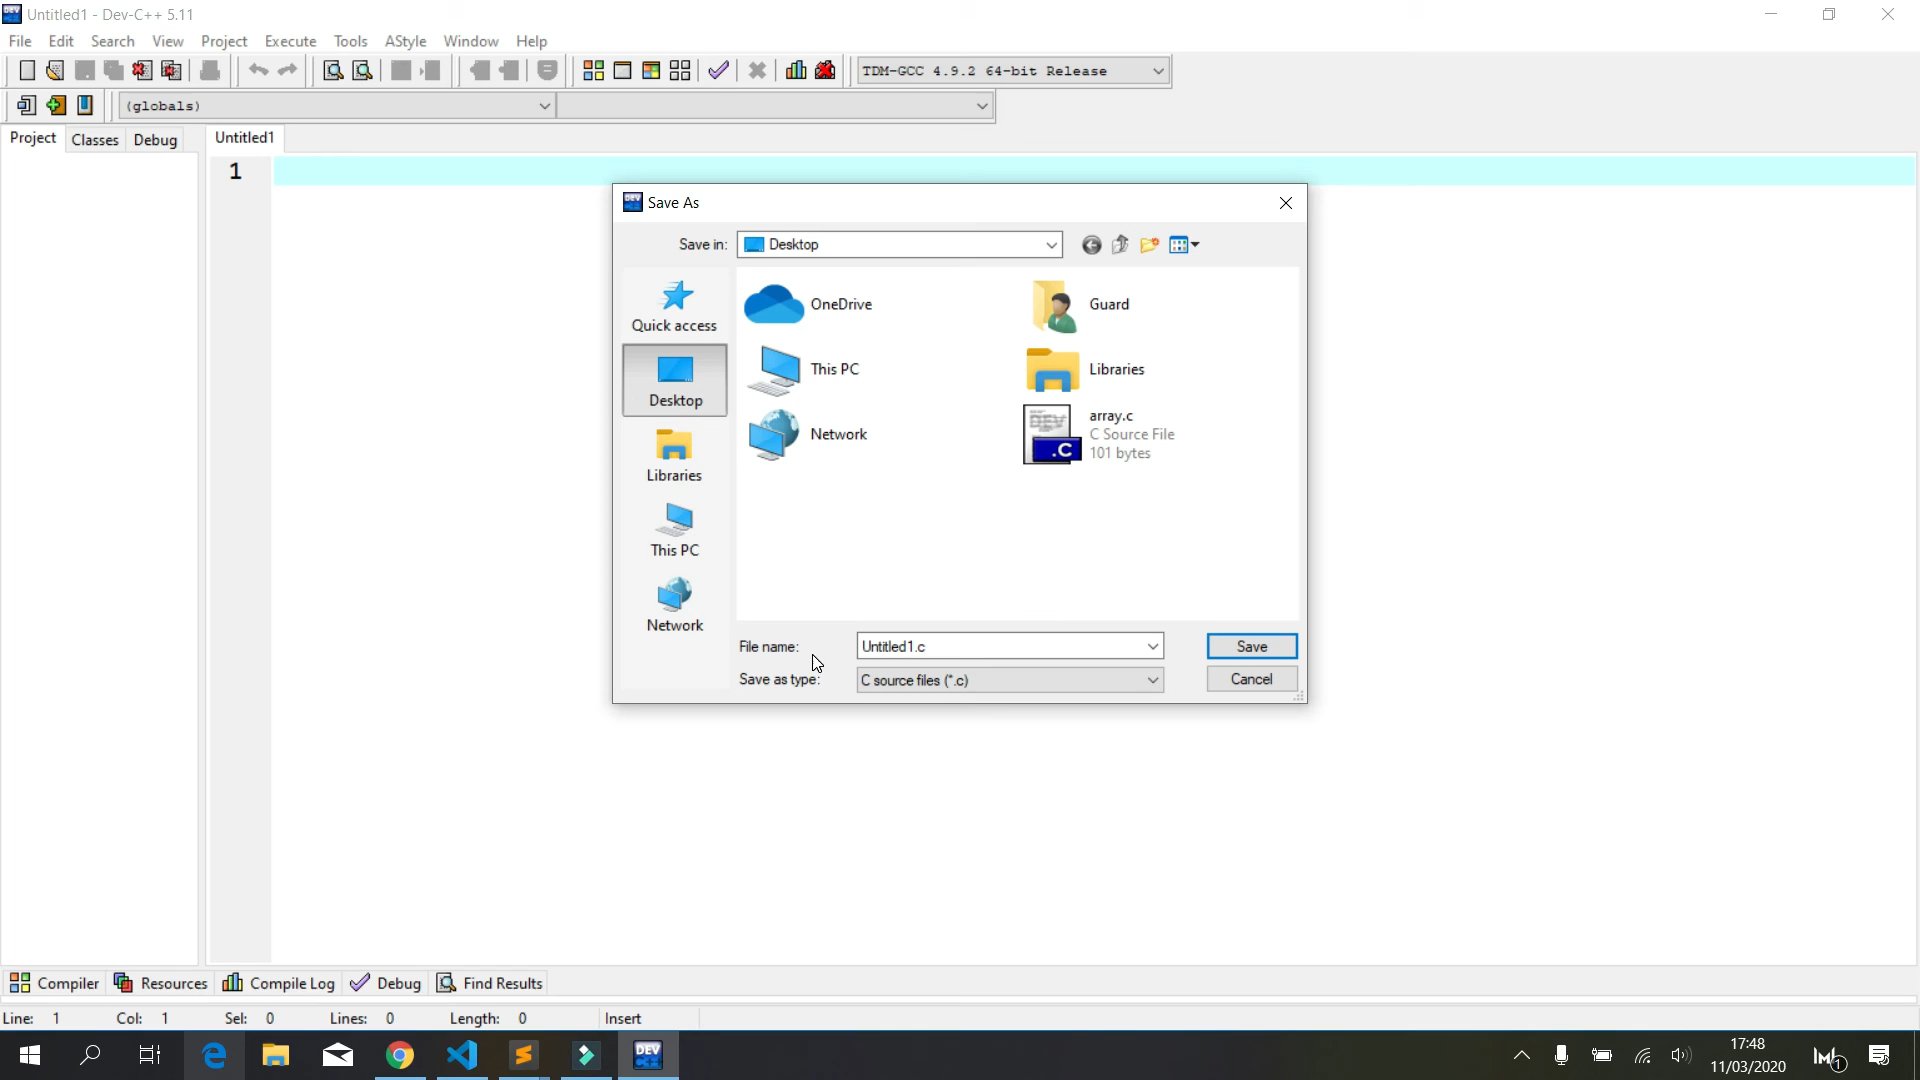 Untitled1 - Dev-C++ 5.11
File Edit Search View Project Execute Tools AStyle Window Help
TDM-GCC 4.9.2 64-bit Release
(globals)
Project Classes Debug Untitled1
1
DEV
Save As
Save in: Desktop
Quick access
Desktop
Libraries
This PC
Network
OneDrive
Guard
This PC
Libraries
Network
DEV
.C
array.c
C Source File
101 bytes
File name: Untitled1.c Save
Save as type: C source files (*.c) Cancel
Compiler Resources Compile Log Debug Find Results
Line: 1 Col: 1 Sel: 0 Lines: 0 Length: 0 Insert
DEV
17:48
11/03/2020
1